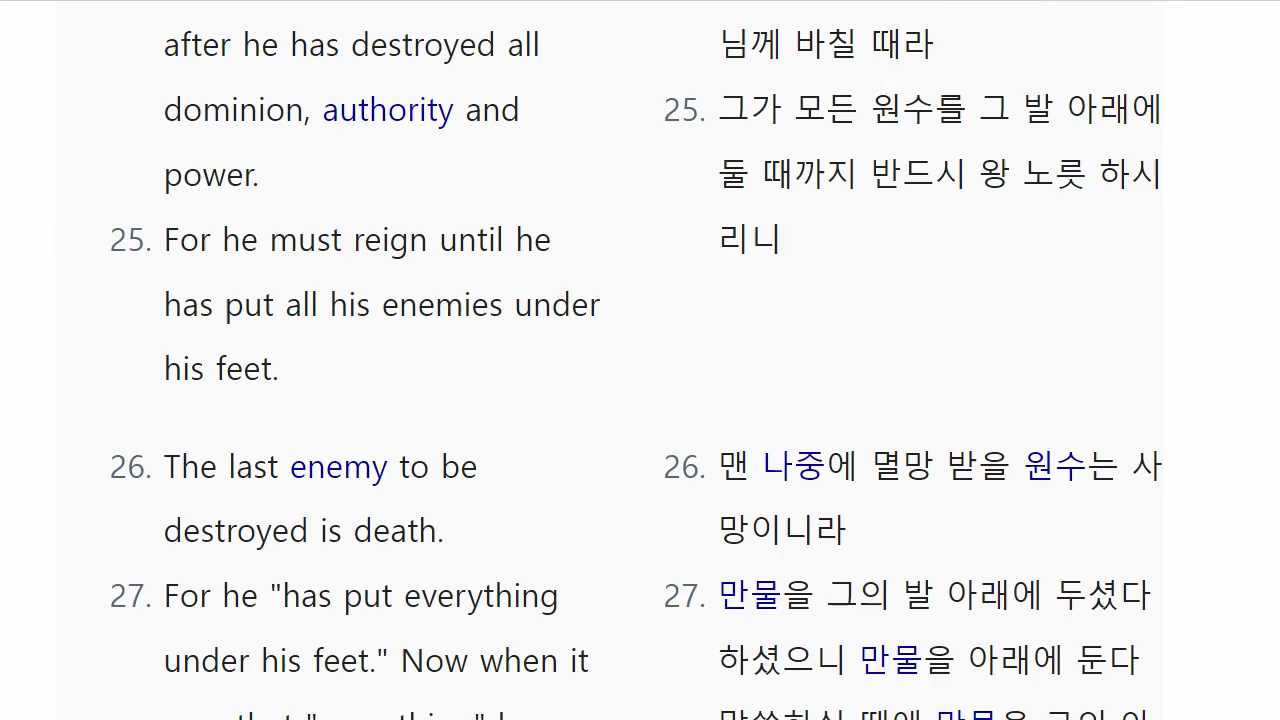 after he has destroyed all
dominion, authority and
power.
25. For he must reign until he
has put all his enemies under
his feet.
26. The last enemy to be
destroyed is death.
27. For he "has put everything
under his feet." Now when it
님께 바칠 때라
25. 그가 모든 원수를 그 발 아래에
둘 때까지 반드시 왕 노릇 하시
리니
26. 맨 나중에 멸망 받을 원수는 사
망이니라
27. 만물을 그의 발 아래에 두셨다
하셨으니 만물을 아래에 둔다